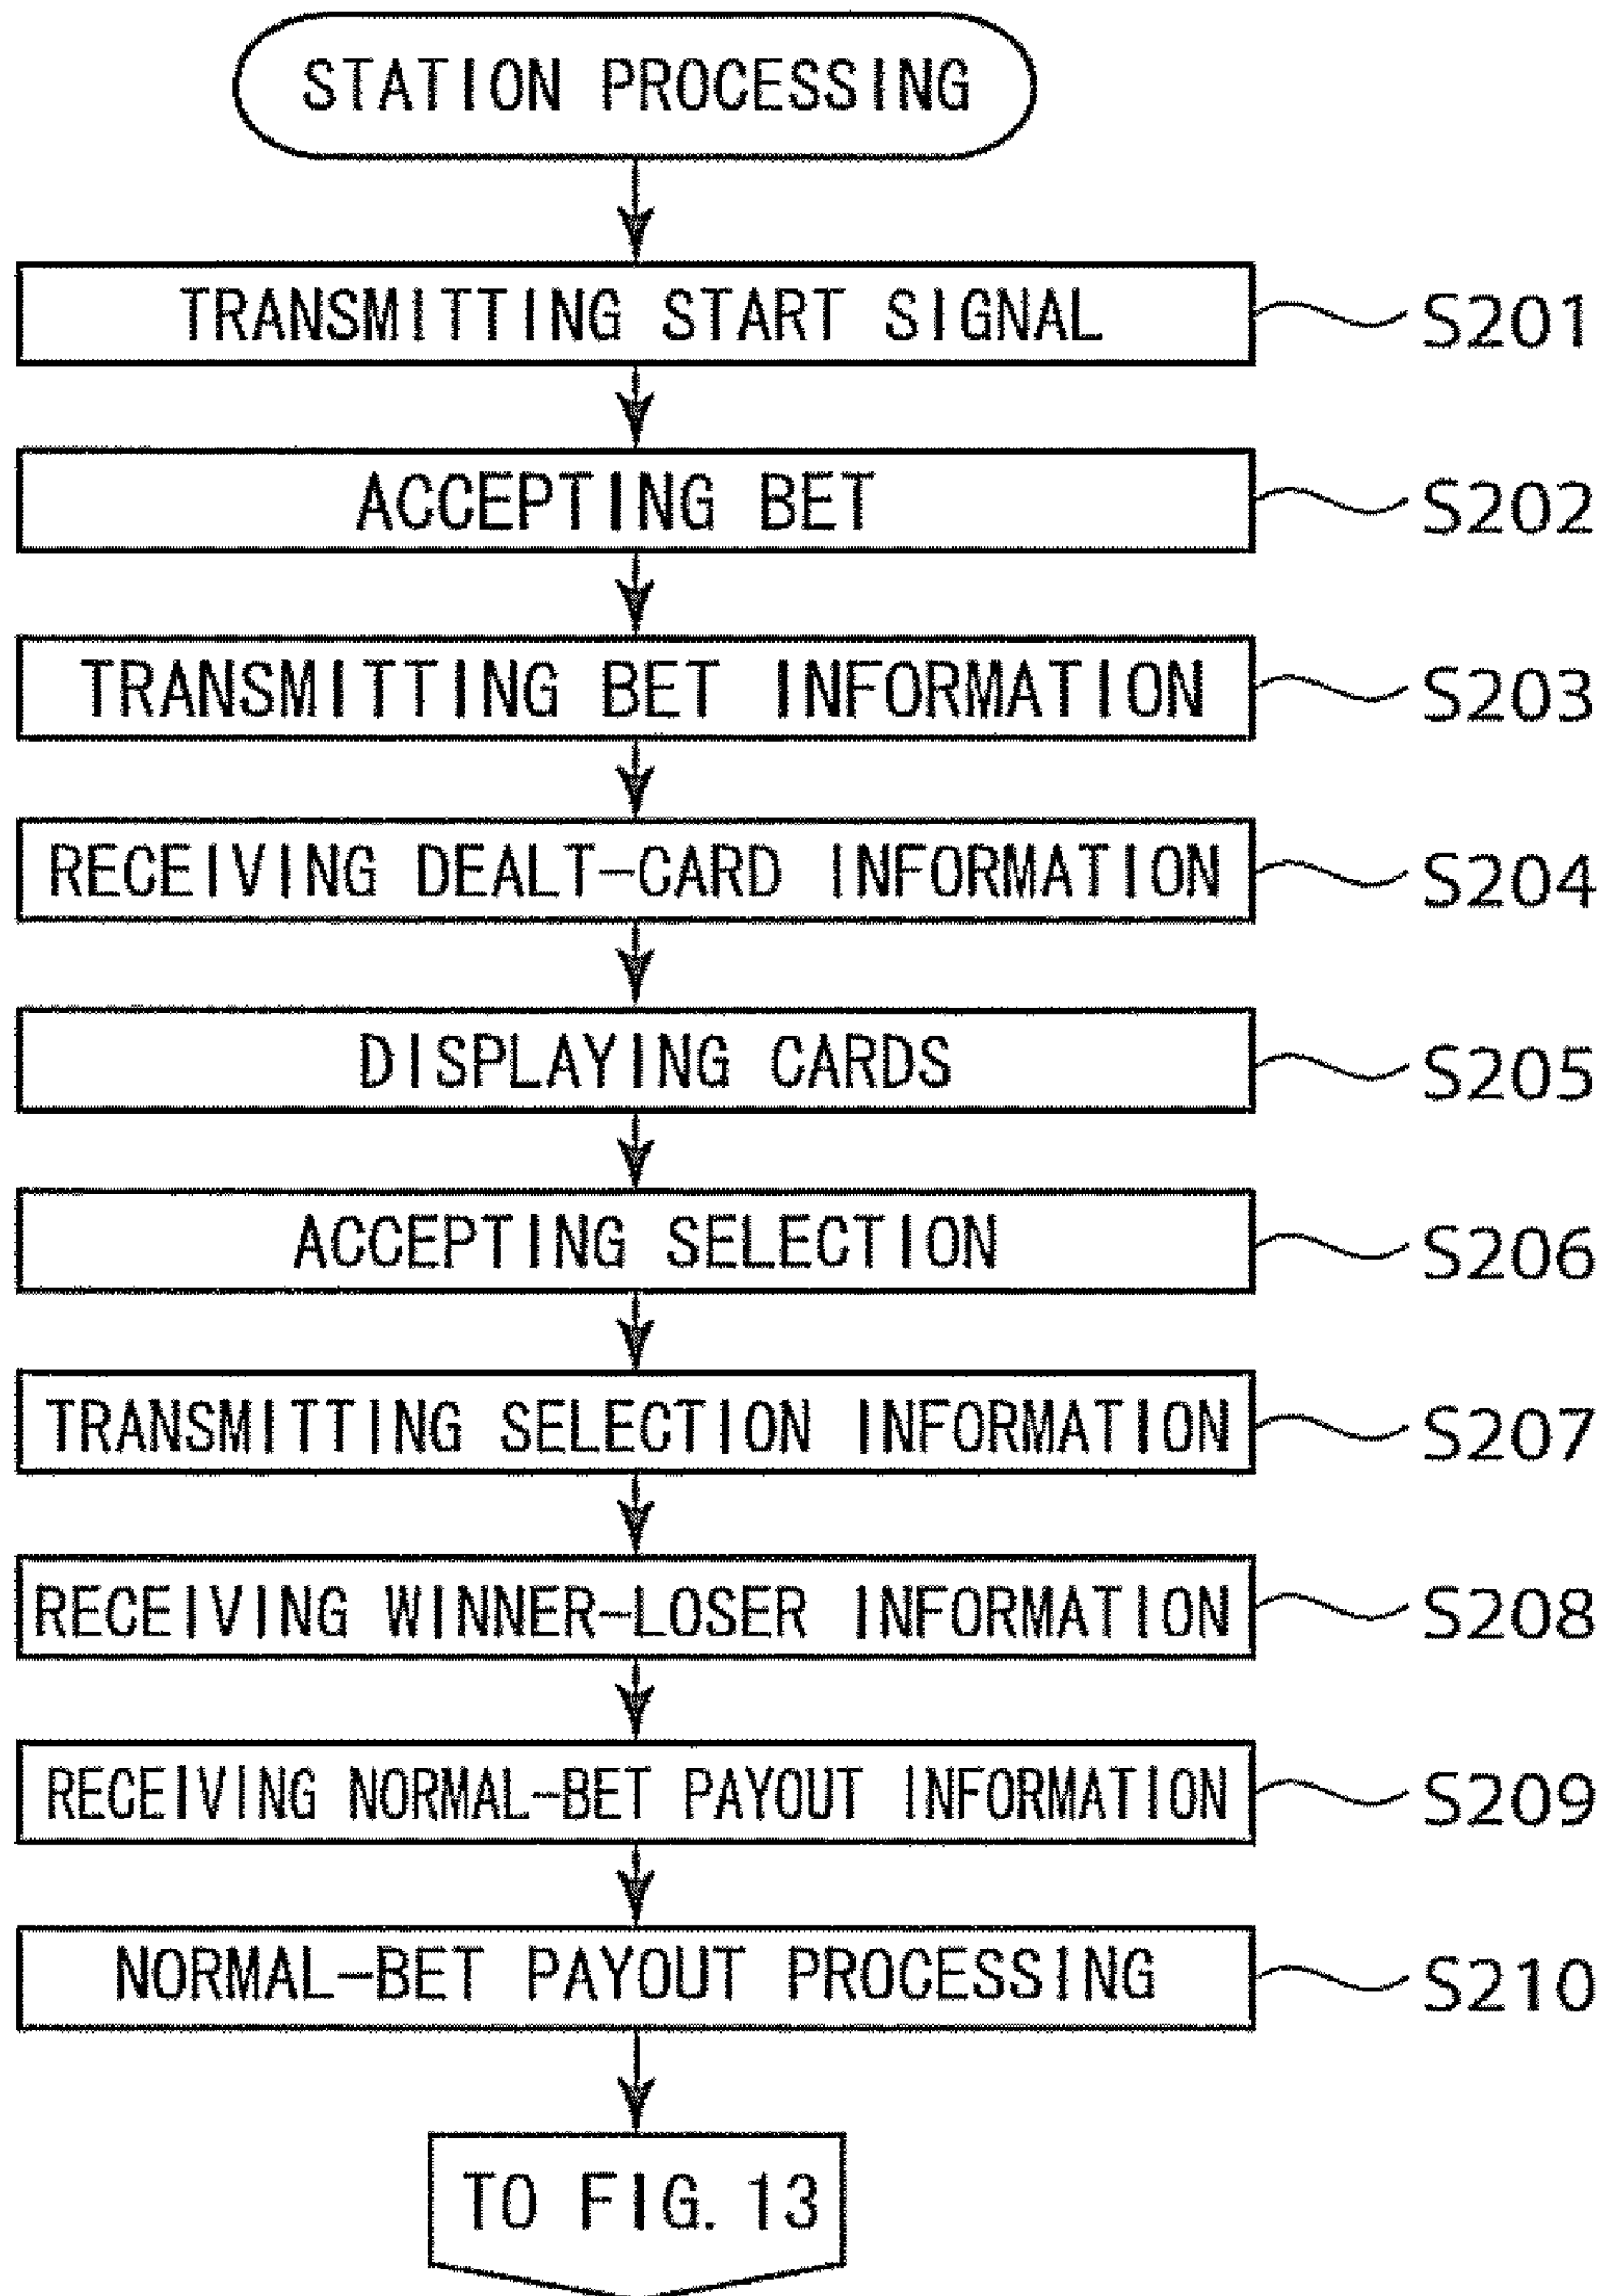 STATION PROCESSING
TRANSMITTING START SIGNAL S201
ACCEPTING BET S202
TRANSMITTING BET INFORMATION S203
RECEIVING DEALT-CARD INFORMATION S204
DISPLAYING CARDS S205
ACCEPTING SELECTION S206
TRANSMITTING SELECTION INFORMATION S207
RECEIVING WINNER-LOSER INFORMATION S208
RECEIVING NORMAL-BET PAYOUT INFORMATION S209
NORMAL-BET PAYOUT PROCESSING S210
TO FIG. 13